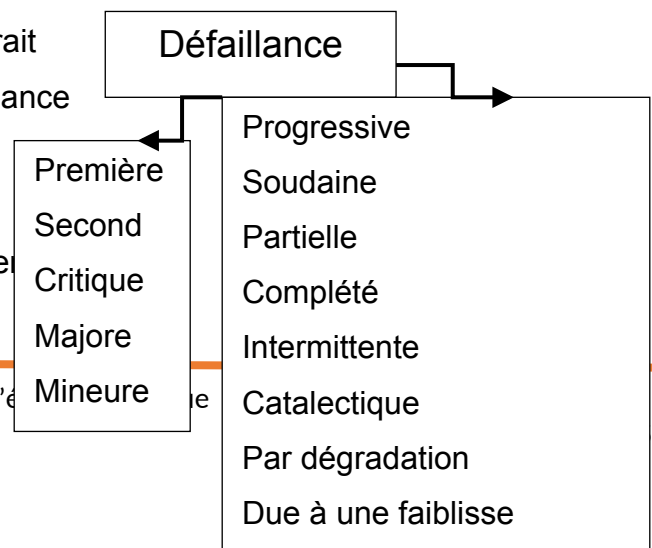 Défaillance
Première
Second
Critique
Majore
Mineure
Progressive
Soudaine
Partielle
Complété
Intermittente
Catalectique
Par dégradation
Due à une faiblisse